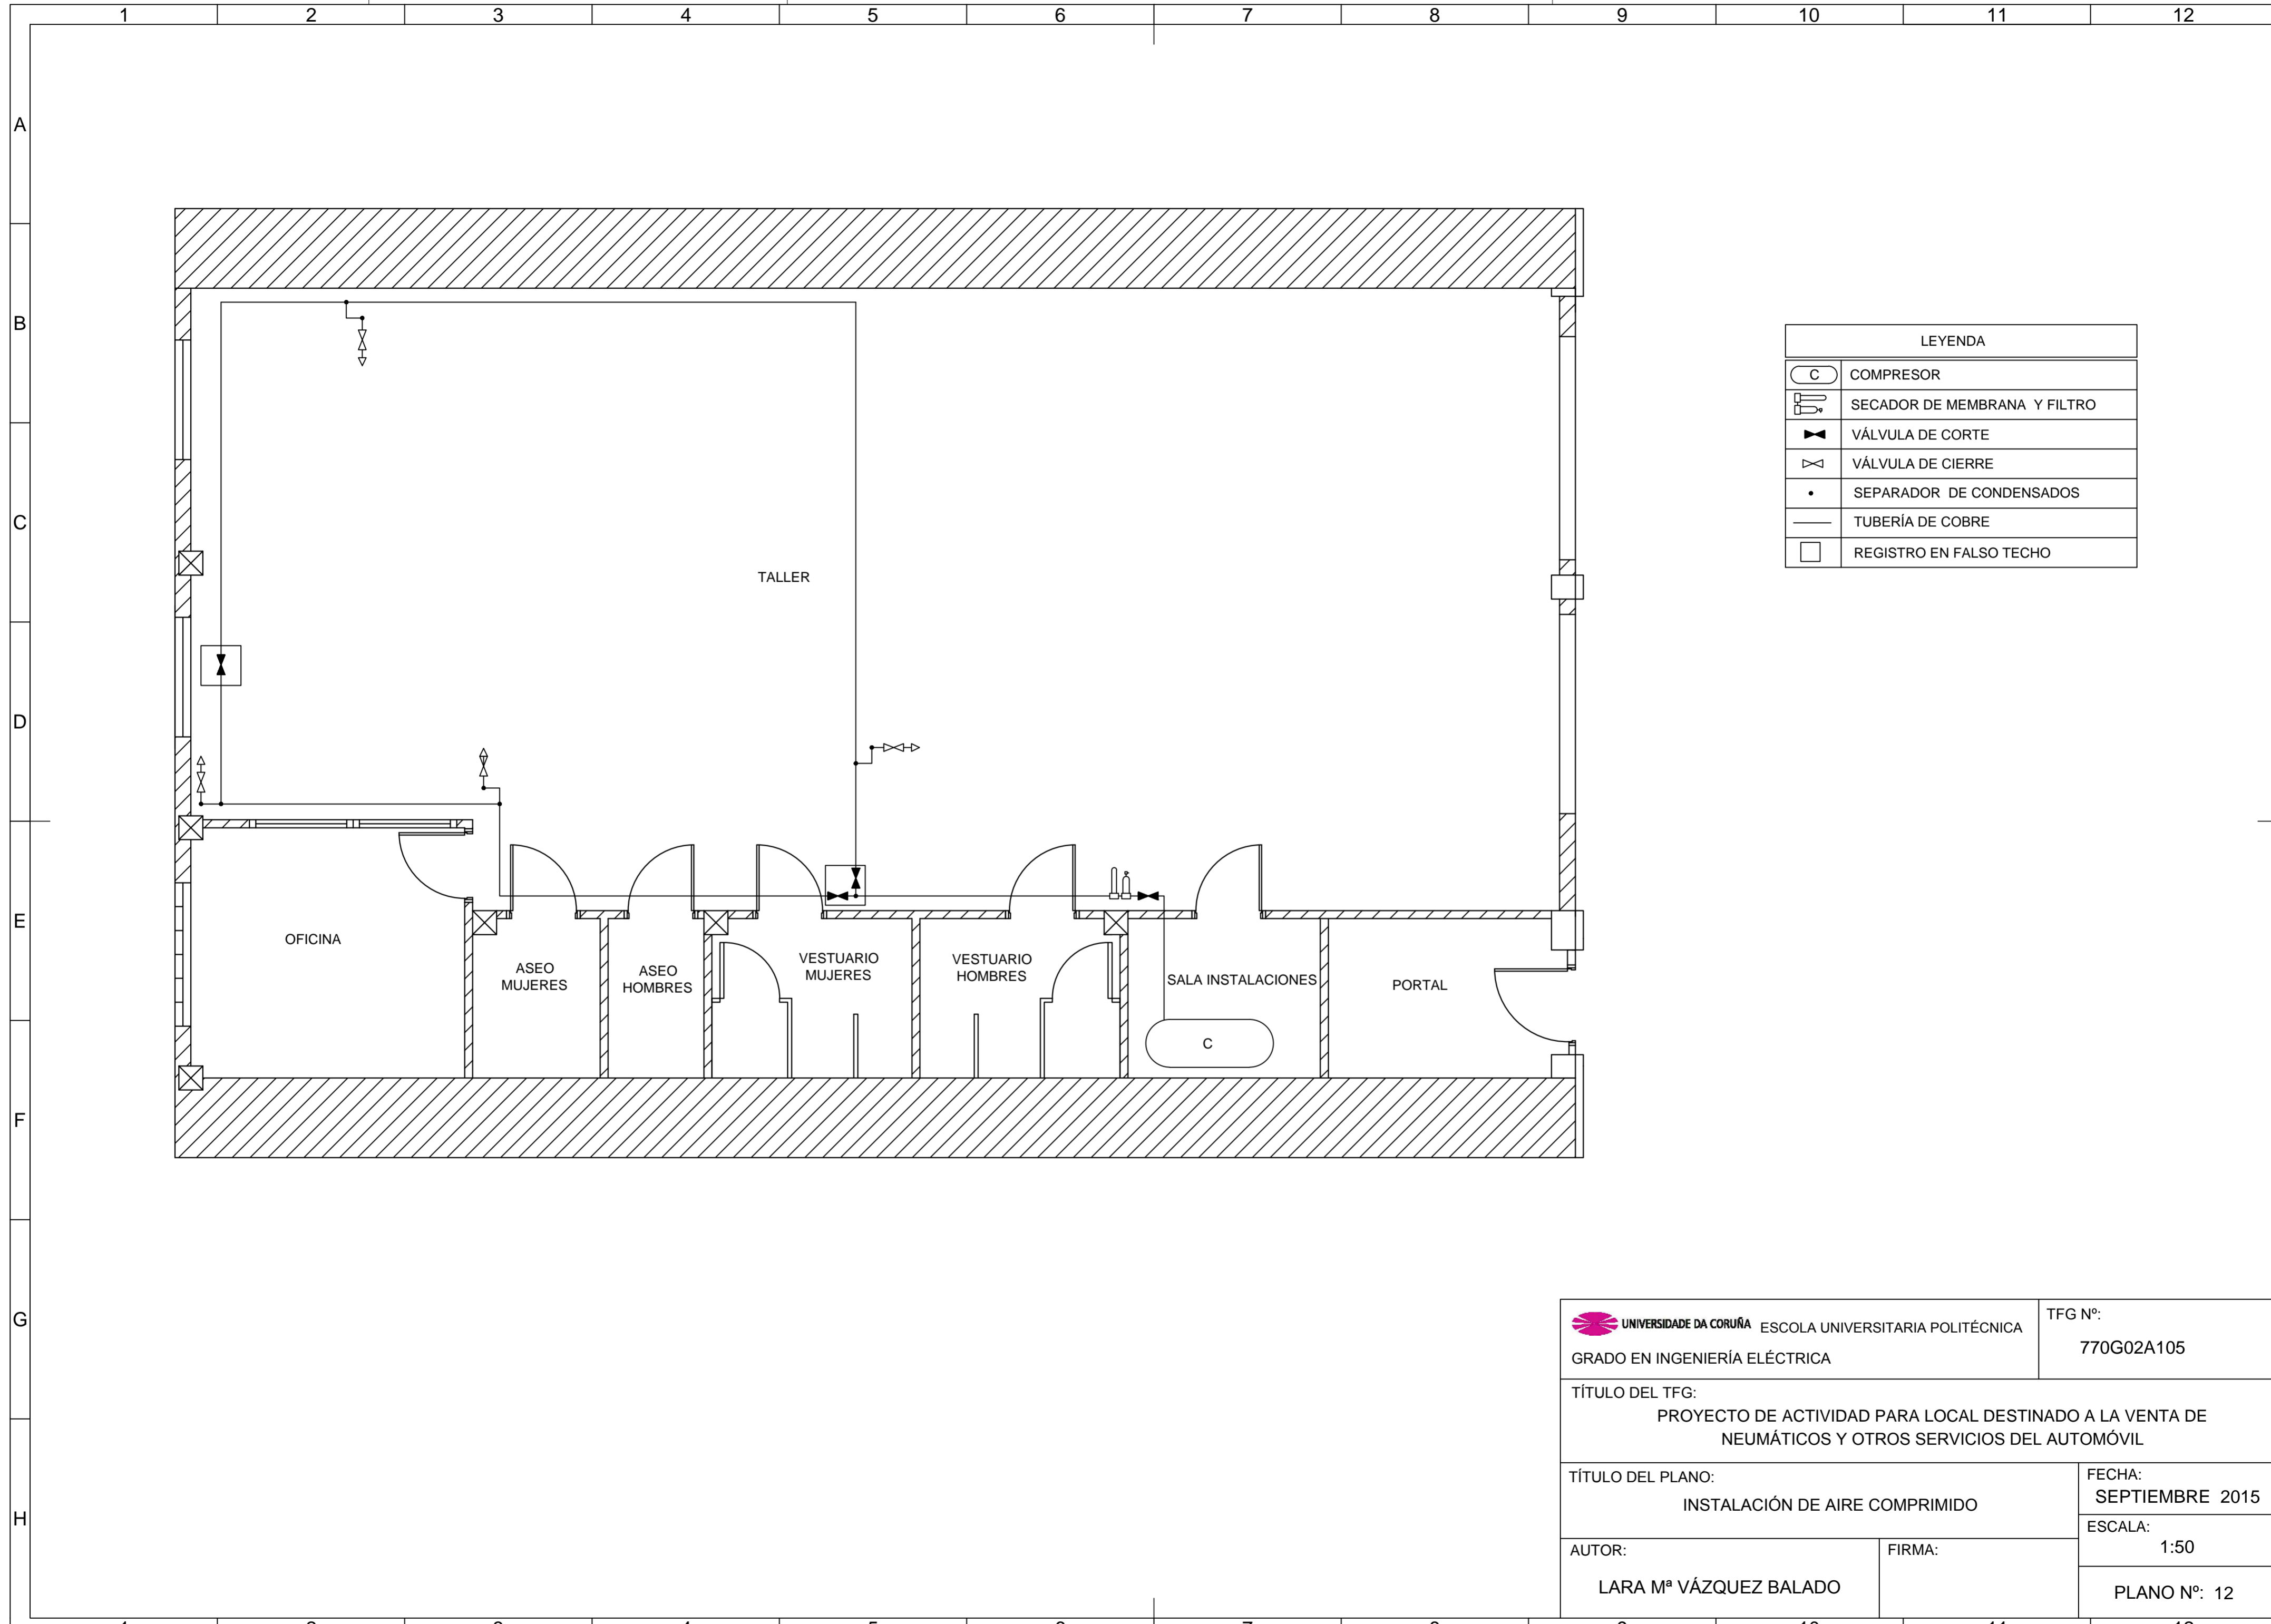 1 2 3 4 5 6 7 8 9 10 11 12
A
B
C
D
E
F
G
H
LEYENDA
C COMPRESOR
SECADOR DE MEMBRANA Y FILTRO
VÁLVULA DE CORTE
VÁLVULA DE CIERRE
SEPARADOR DE CONDENSADOS
TUBERÍA DE COBRE
REGISTRO EN FALSO TECHO
TALLER
OFICINA
ASEO
MUJERES
ASEO
HOMBRES
VESTUARIO
MUJERES
VESTUARIO
HOMBRES
SALA INSTALACIONES
C
PORTAL
UNIVERSIDADE DA CORUÑA ESCOLA UNIVERSITARIA POLITÉCNICA
GRADO EN INGENIERÍA ELÉCTRICA
TFG Nº:
770G02A105
TÍTULO DEL TFG:
PROYECTO DE ACTIVIDAD PARA LOCAL DESTINADO A LA VENTA DE
NEUMÁTICOS Y OTROS SERVICIOS DEL AUTOMÓVIL
TÍTULO DEL PLANO:
INSTALACIÓN DE AIRE COMPRIMIDO
FECHA:
SEPTIEMBRE 2015
ESCALA:
1:50
AUTOR:
LARA Mª VÁZQUEZ BALADO
FIRMA:
PLANO Nº: 12